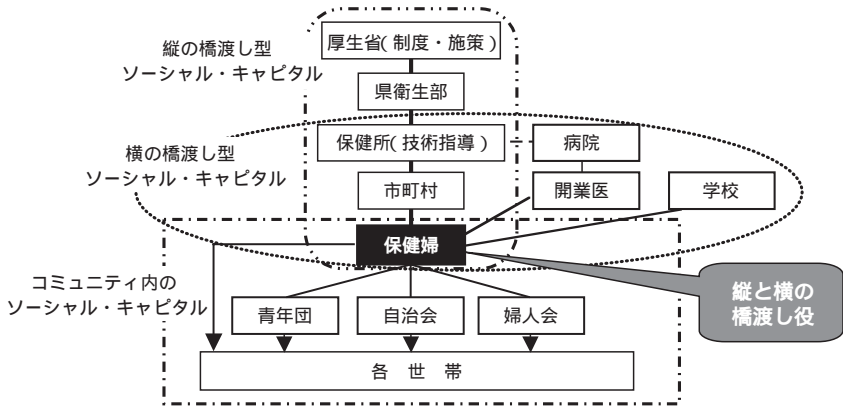 縦の橋渡し型
ソーシャル・キャピタル
厚生省(制度・施策)
県衛生部
横の橋渡し型
ソーシャル・キャピタル
保健所(技術指導)
病院
市町村
開業医
学校
保健婦
コミュニティ内の
ソーシャル・キャピタル
縦と横の
橋渡し役
青年団
自治会
婦人会
各 世 帯